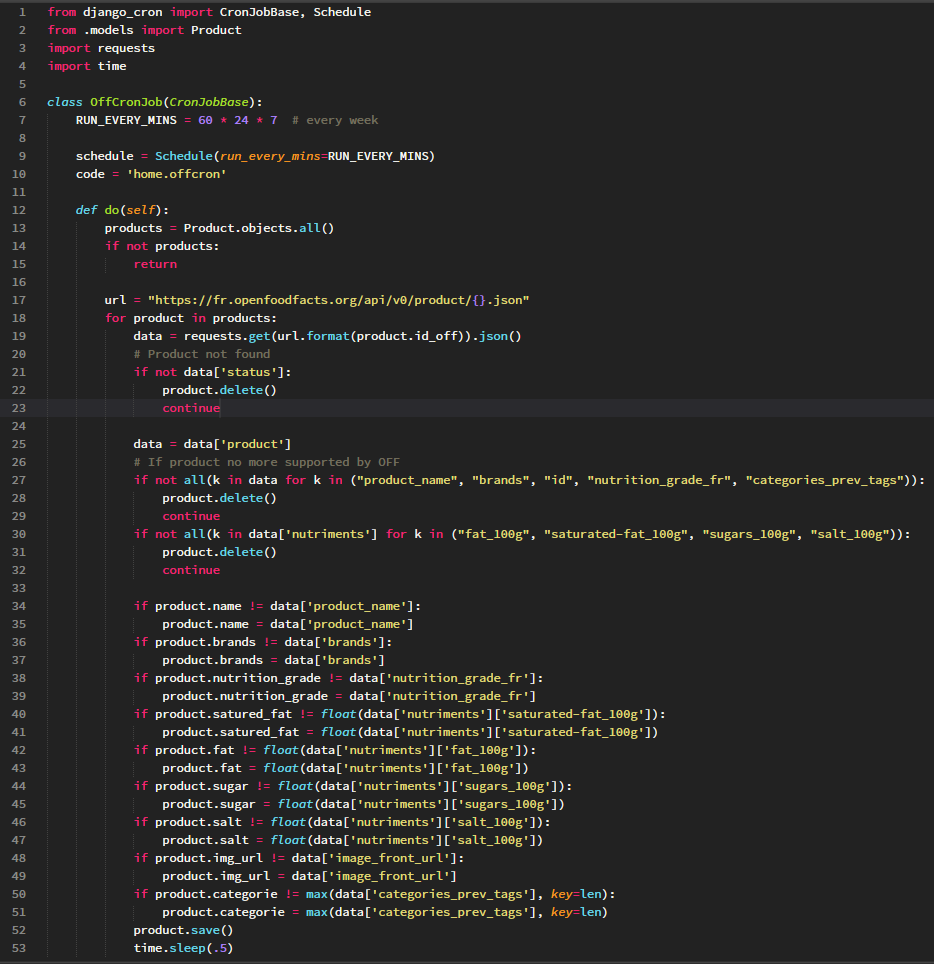 1 from django_cron import CronJobBase, Schedule
2 from .models import Product
3 import requests
4 import time
5
6 class OffCronJob(CronJobBase):
7     RUN_EVERY_MINS = 60 * 24 * 7  # every week
8
9     schedule = Schedule(run_every_mins=RUN_EVERY_MINS)
10     code = 'home.offcron'
11
12     def do(self):
13         products = Product.objects.all()
14         if not products:
15             return
16
17         url = "https://fr.openfoodfacts.org/api/v0/product/{}.json"
18         for product in products:
19             data = requests.get(url.format(product.id_off)).json()
20             # Product not found
21             if not data['status']:
22                 product.delete()
23                 continue
24
25             data = data['product']
26             # If product no more supported by OFF
27             if not all(k in data for k in ("product_name", "brands", "id", "nutrition_grade_fr", "categories_prev_tags")):
28                 product.delete()
29                 continue
30             if not all(k in data['nutriments'] for k in ("fat_100g", "saturated-fat_100g", "sugars_100g", "salt_100g")):
31                 product.delete()
32                 continue
33
34             if product.name != data['product_name']:
35                 product.name = data['product_name']
36             if product.brands != data['brands']:
37                 product.brands = data['brands']
38             if product.nutrition_grade != data['nutrition_grade_fr']:
39                 product.nutrition_grade = data['nutrition_grade_fr']
40             if product.satured_fat != float(data['nutriments']['saturated-fat_100g']):
41                 product.satured_fat = float(data['nutriments']['saturated-fat_100g'])
42             if product.fat != float(data['nutriments']['fat_100g']):
43                 product.fat = float(data['nutriments']['fat_100g'])
44             if product.sugar != float(data['nutriments']['sugars_100g']):
45                 product.sugar = float(data['nutriments']['sugars_100g'])
46             if product.salt != float(data['nutriments']['salt_100g']):
47                 product.salt = float(data['nutriments']['salt_100g'])
48             if product.img_url != data['image_front_url']:
49                 product.img_url = data['image_front_url']
50             if product.categorie != max(data['categories_prev_tags'], key=len):
51                 product.categorie = max(data['categories_prev_tags'], key=len)
52             product.save()
53             time.sleep(.5)